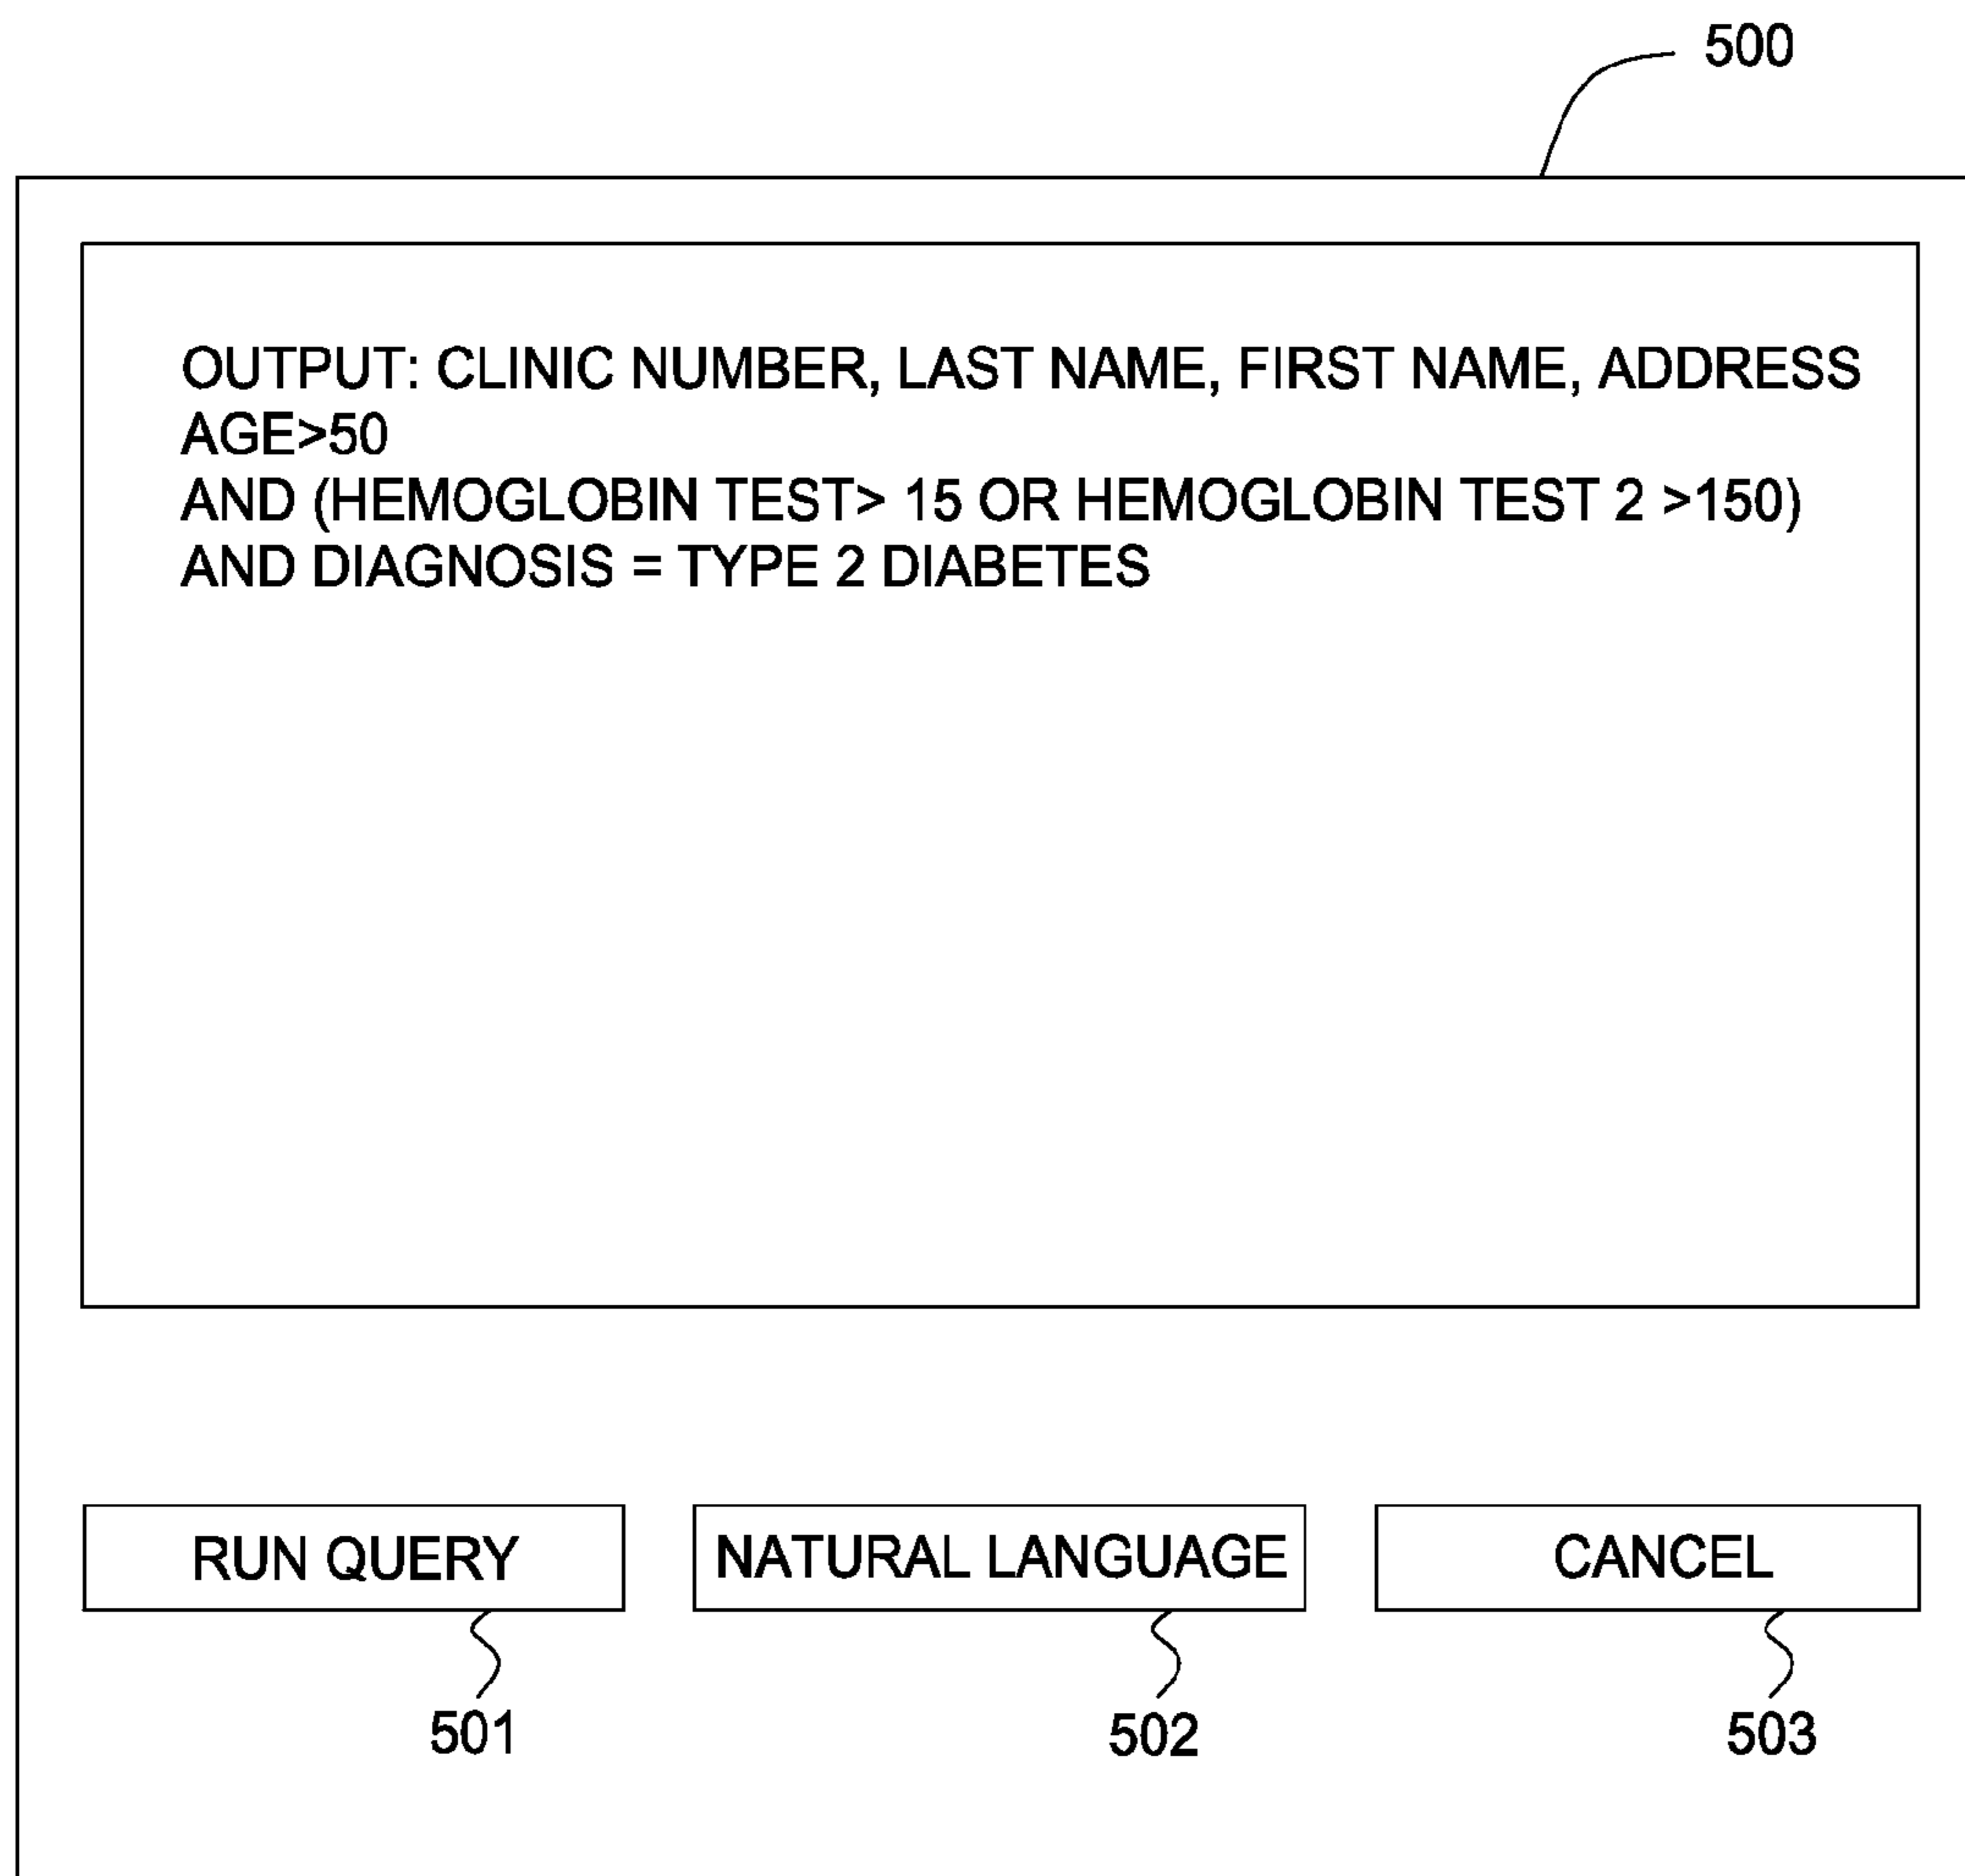 500
OUTPUT: CLINIC NUMBER, LAST NAME, FIRST NAME, ADDRESS
AGE>50
AND (HEMOGLOBIN TEST> 15 OR HEMOGLOBIN TEST 2 >150)
AND DIAGNOSIS = TYPE 2 DIABETES
RUN QUERY
NATURAL LANGUAGE
CANCEL
501
502
503